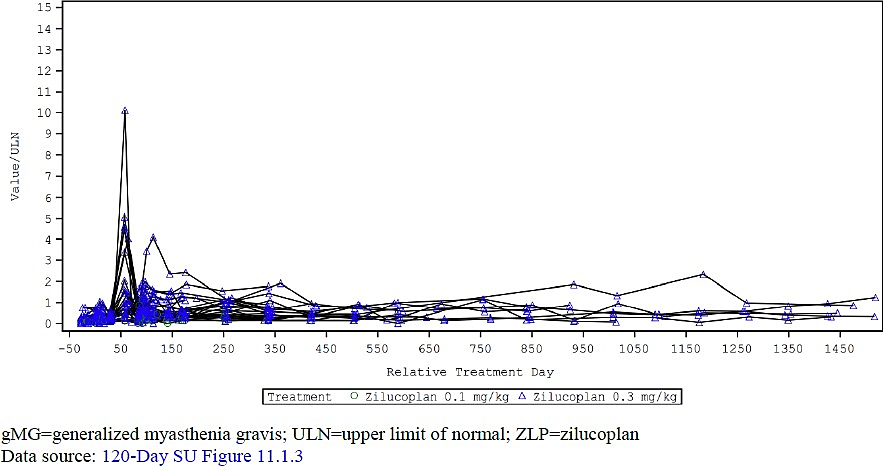 15
14
13
12
11
10
9
8
7
6
5
4
3
2
1
0
Value/ULN
-50 50 150 250 350 450 550 650 750 850 950 1050 1150 1250 1350 1450
Relative Treatment Day
Treatment Zilucoplan 0.1 mg/kg Zilucoplan 0.3 mg/kg
gMG=generalized myasthenia gravis; ULN=upper limit of normal; ZLP=zilucoplan
Data source: 120-Day SU Figure 11.1.3